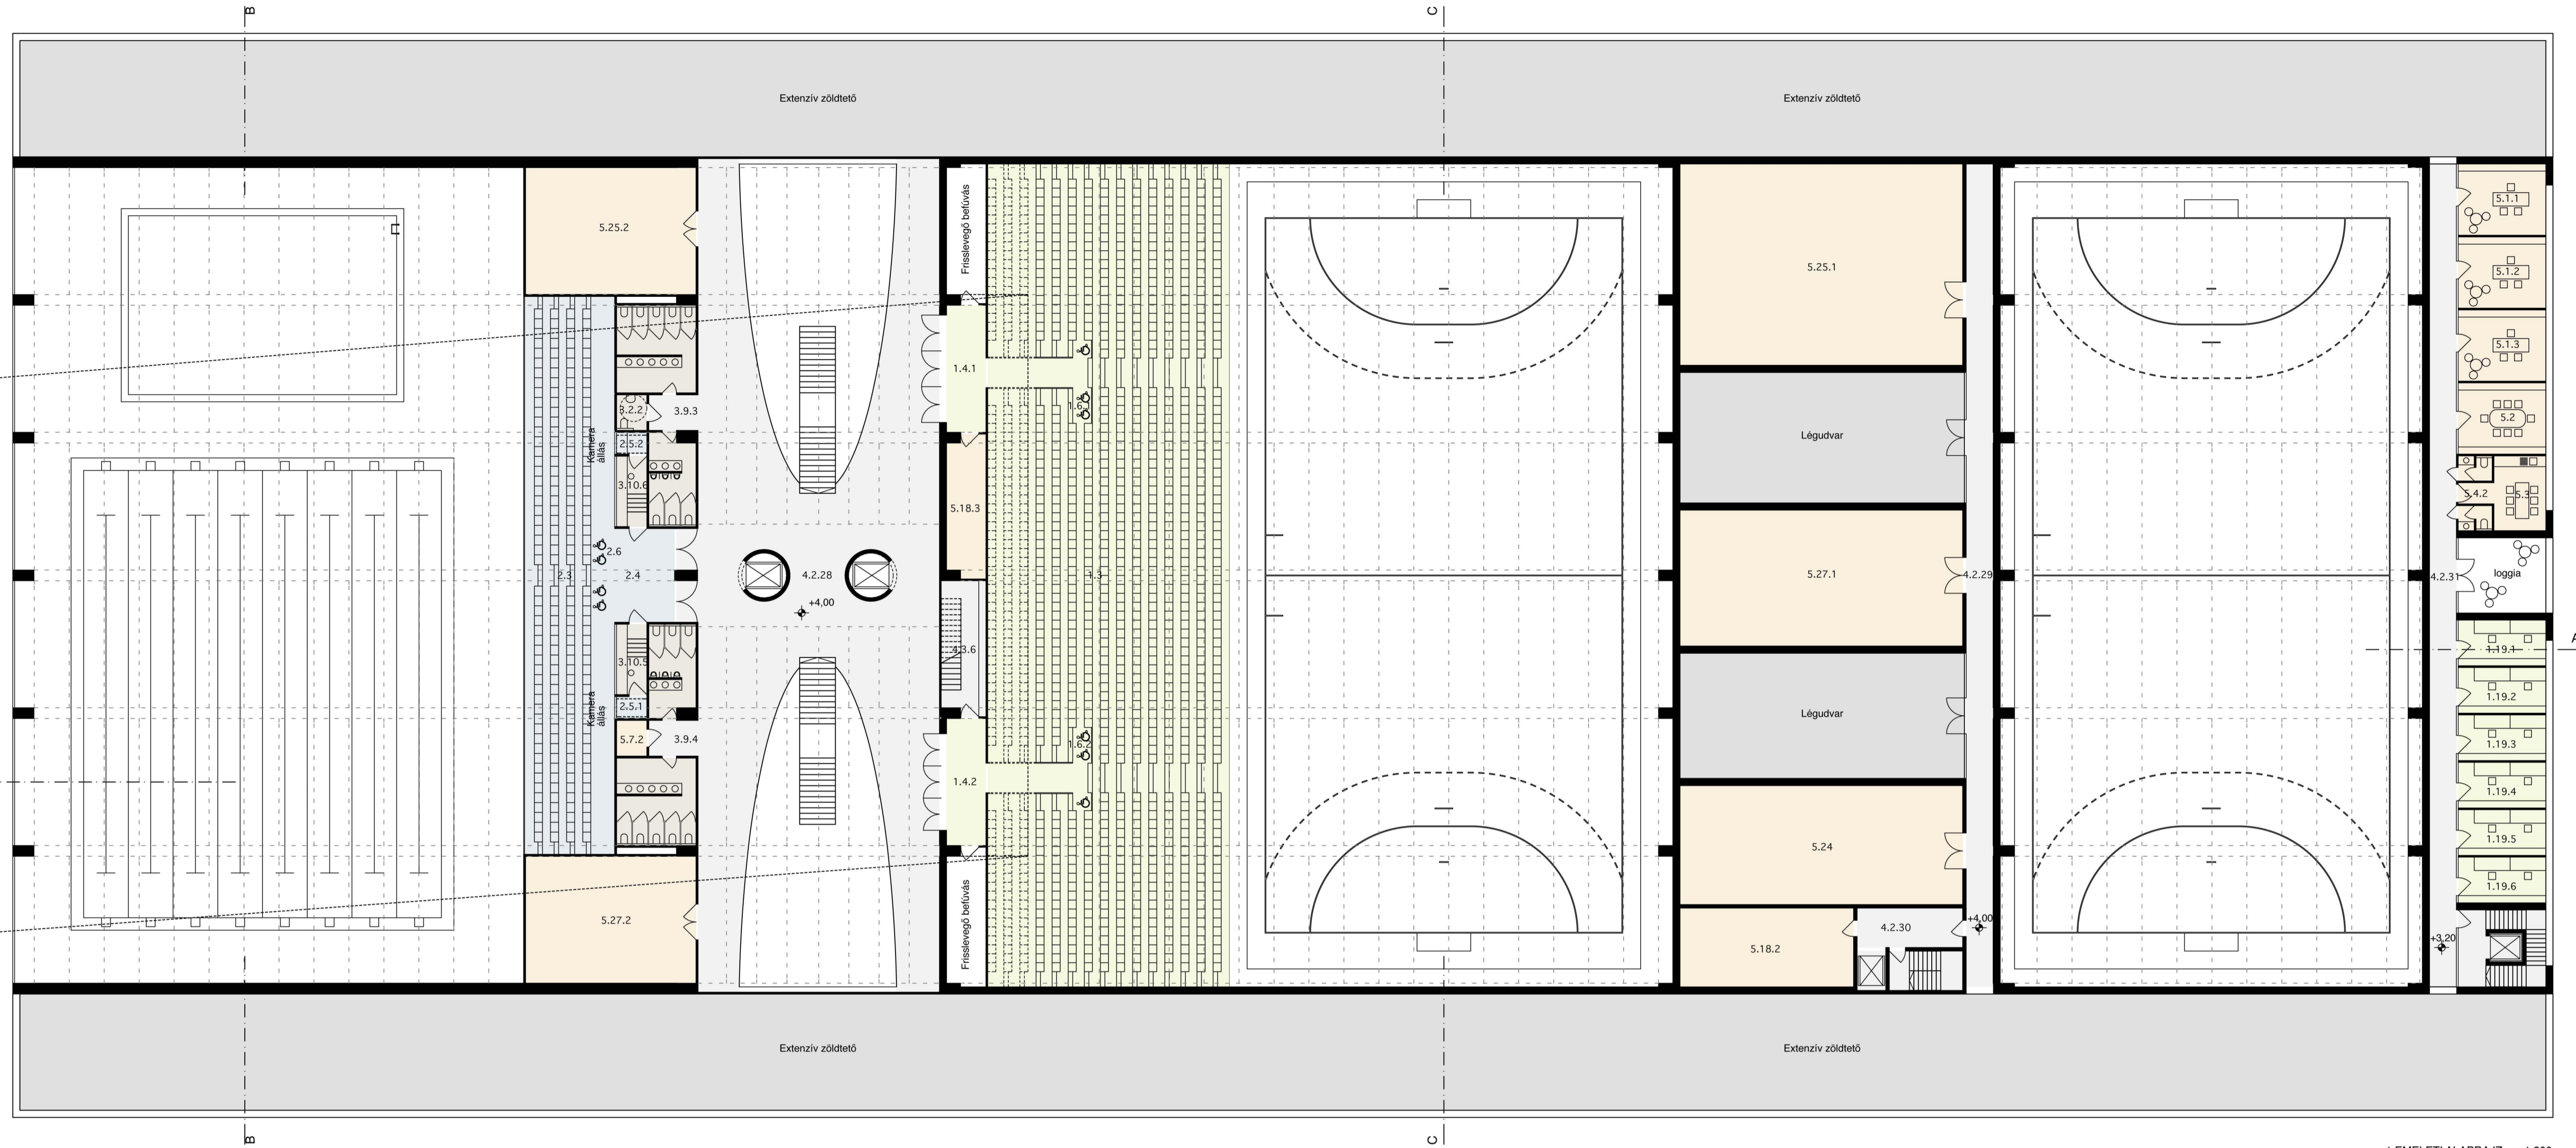 B
C
Extenzív zöldtető
Extenzív zöldtető
5.25.2
Frisslevegő befúvás
5.25.1
5.1.1
5.1.2
5.1.3
1.4.1
3.2.2
3.9.3
1.6.1
5.2
Kamera
állás
2.5.2
Légudvar
3.10.6
5.4.2
5.3
5.18.3
2.6
2.3
2.4
4.2.28
1.3
5.27.1
4.2.29
4.2.31
loggia
+4,00
A
3.10.5
4.3.6
1.19.1
Kamera
állás
2.5.1
1.19.2
Légudvar
5.7.2
3.9.4
1.6.2
1.19.3
1.4.2
1.19.4
5.24
1.19.5
1.19.6
5.27.2
Frisslevegő befúvás
4.2.30
+4,00
5.18.2
+3,20
Extenzív zöldtető
Extenzív zöldtető
B
C